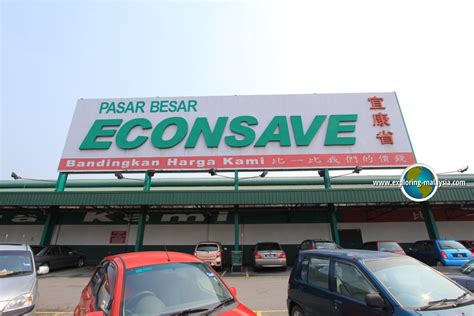 PASAR BESAR
ECONSAVE
宜康省
Bandingkan Harga Kami 比一比我們的價錢
www.exploring-malaysia.com
a Kami